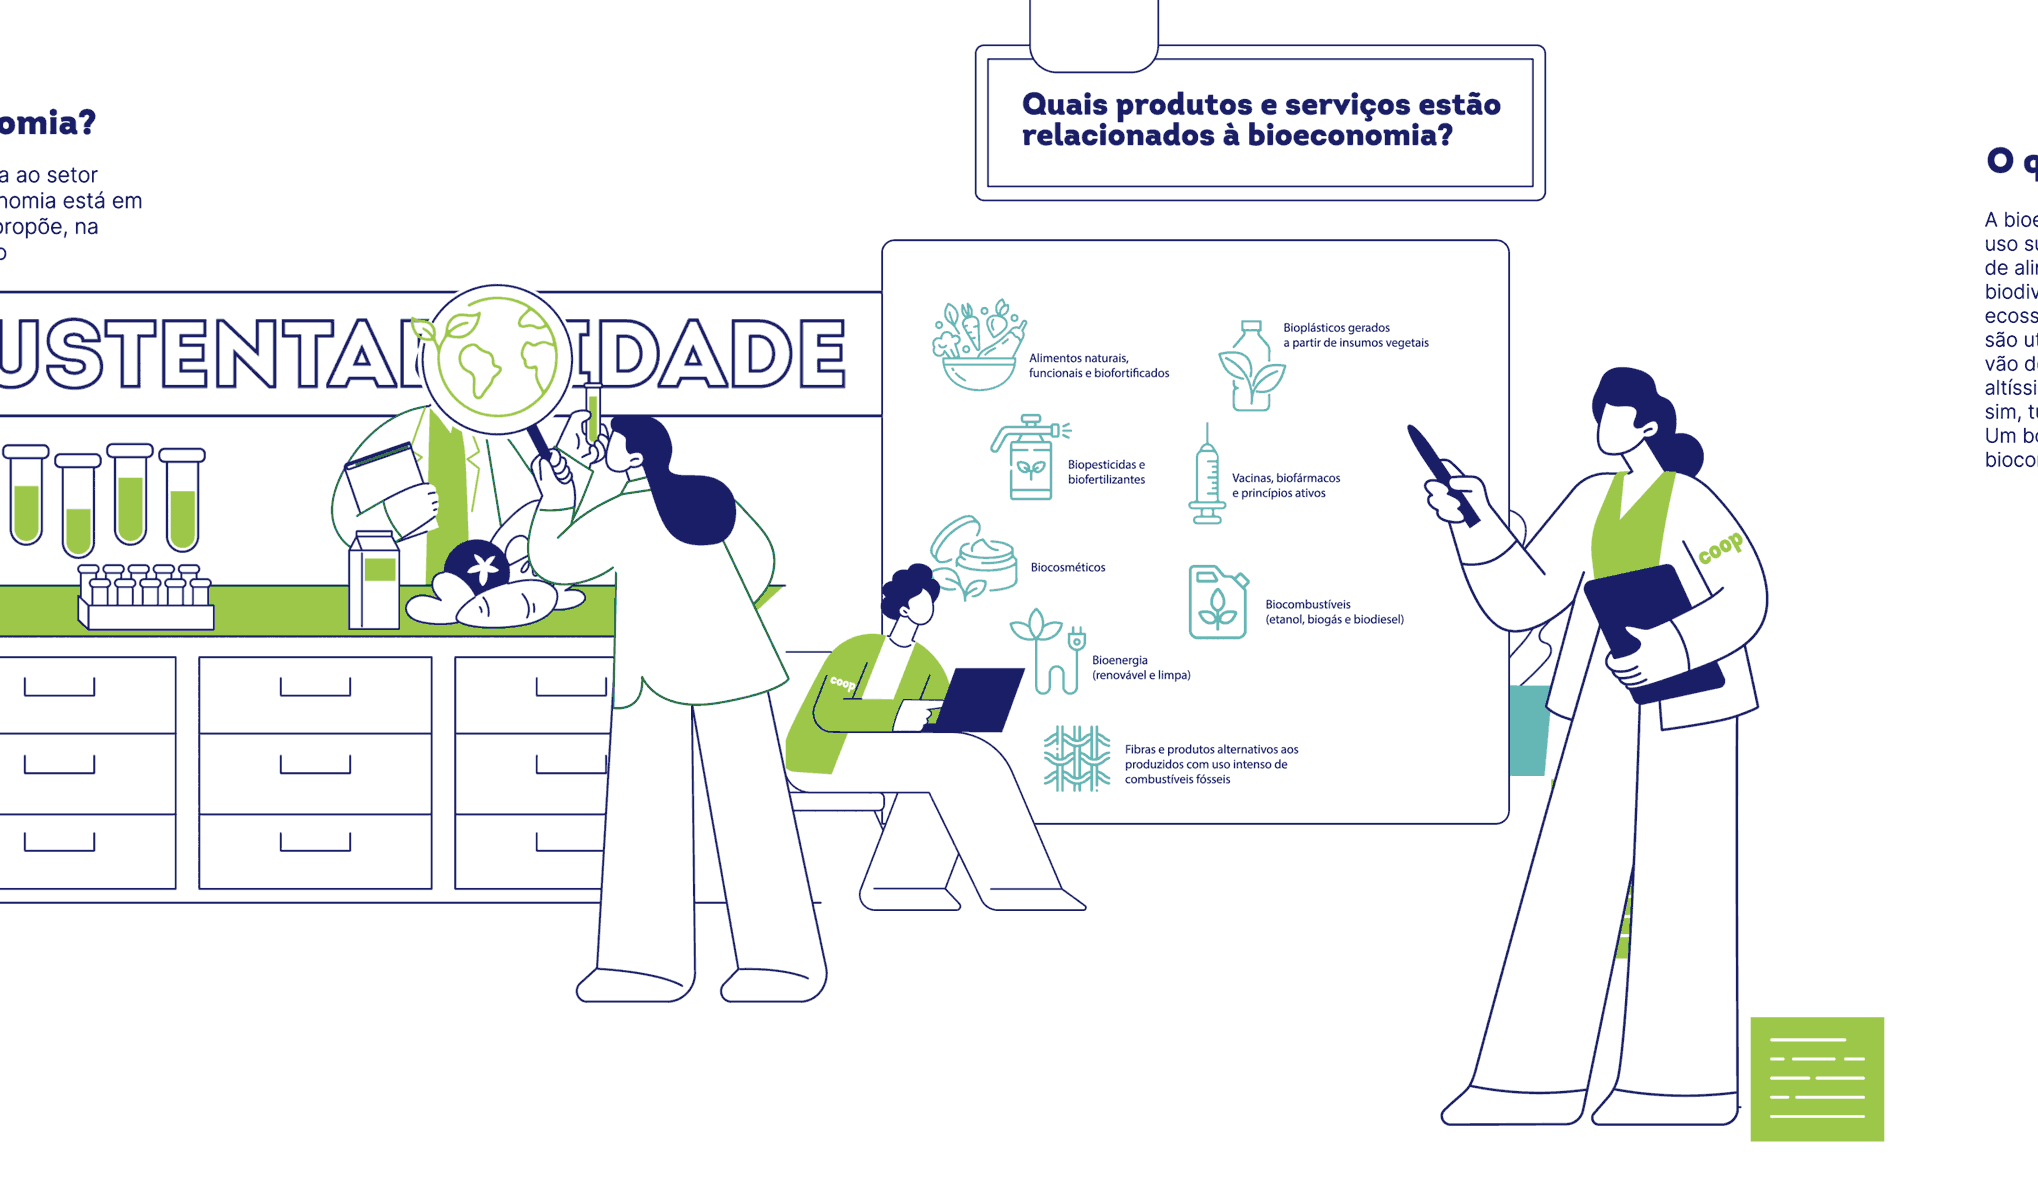 omia?
a ao setor
nomia está em
propõe, na
o
USTENTA IDADE
Quais produtos e serviços estão
relacionados à bioeconomia?
Alimentos naturais,
funcionais e biofortificados
Bioplásticos gerados
a partir de insumos vegetais
Biopesticidas e
biofertilizantes
Vacinas, biofármacos
e princípios ativos
Biocosméticos
Biocombustíveis
(etanol, biogás e biodiesel)
Bioenergia
(renovável e limpa)
Fibras e produtos alternativos aos
produzidos com uso intenso de
combustíveis fósseis
coop
coop
O q
A bioe
uso su
de alin
biodiv
ecoss
são ut
vão de
altíssi
sim, tu
Um bo
biocon